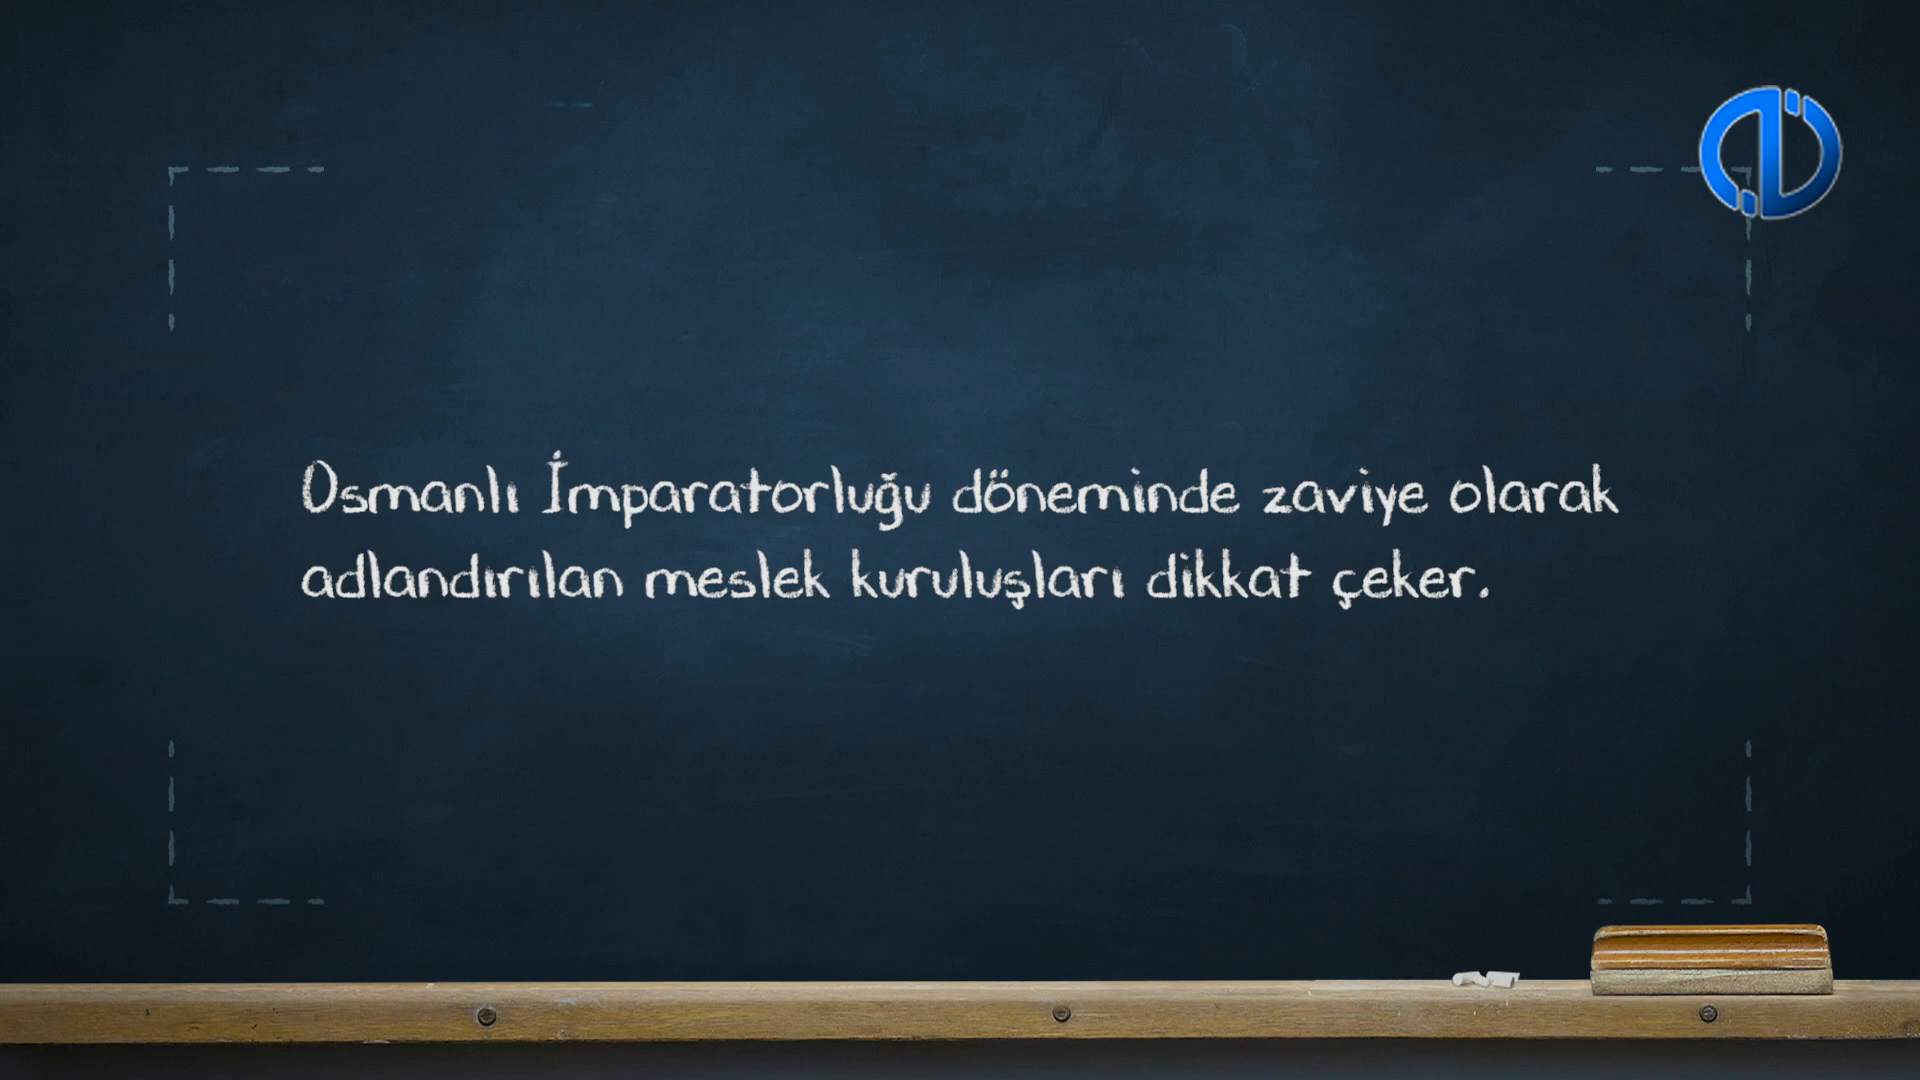 Osmanlı İmparatorluğu döneminde zaviye olarak
adlandırılan meslek kuruluşları dikkat çeker.